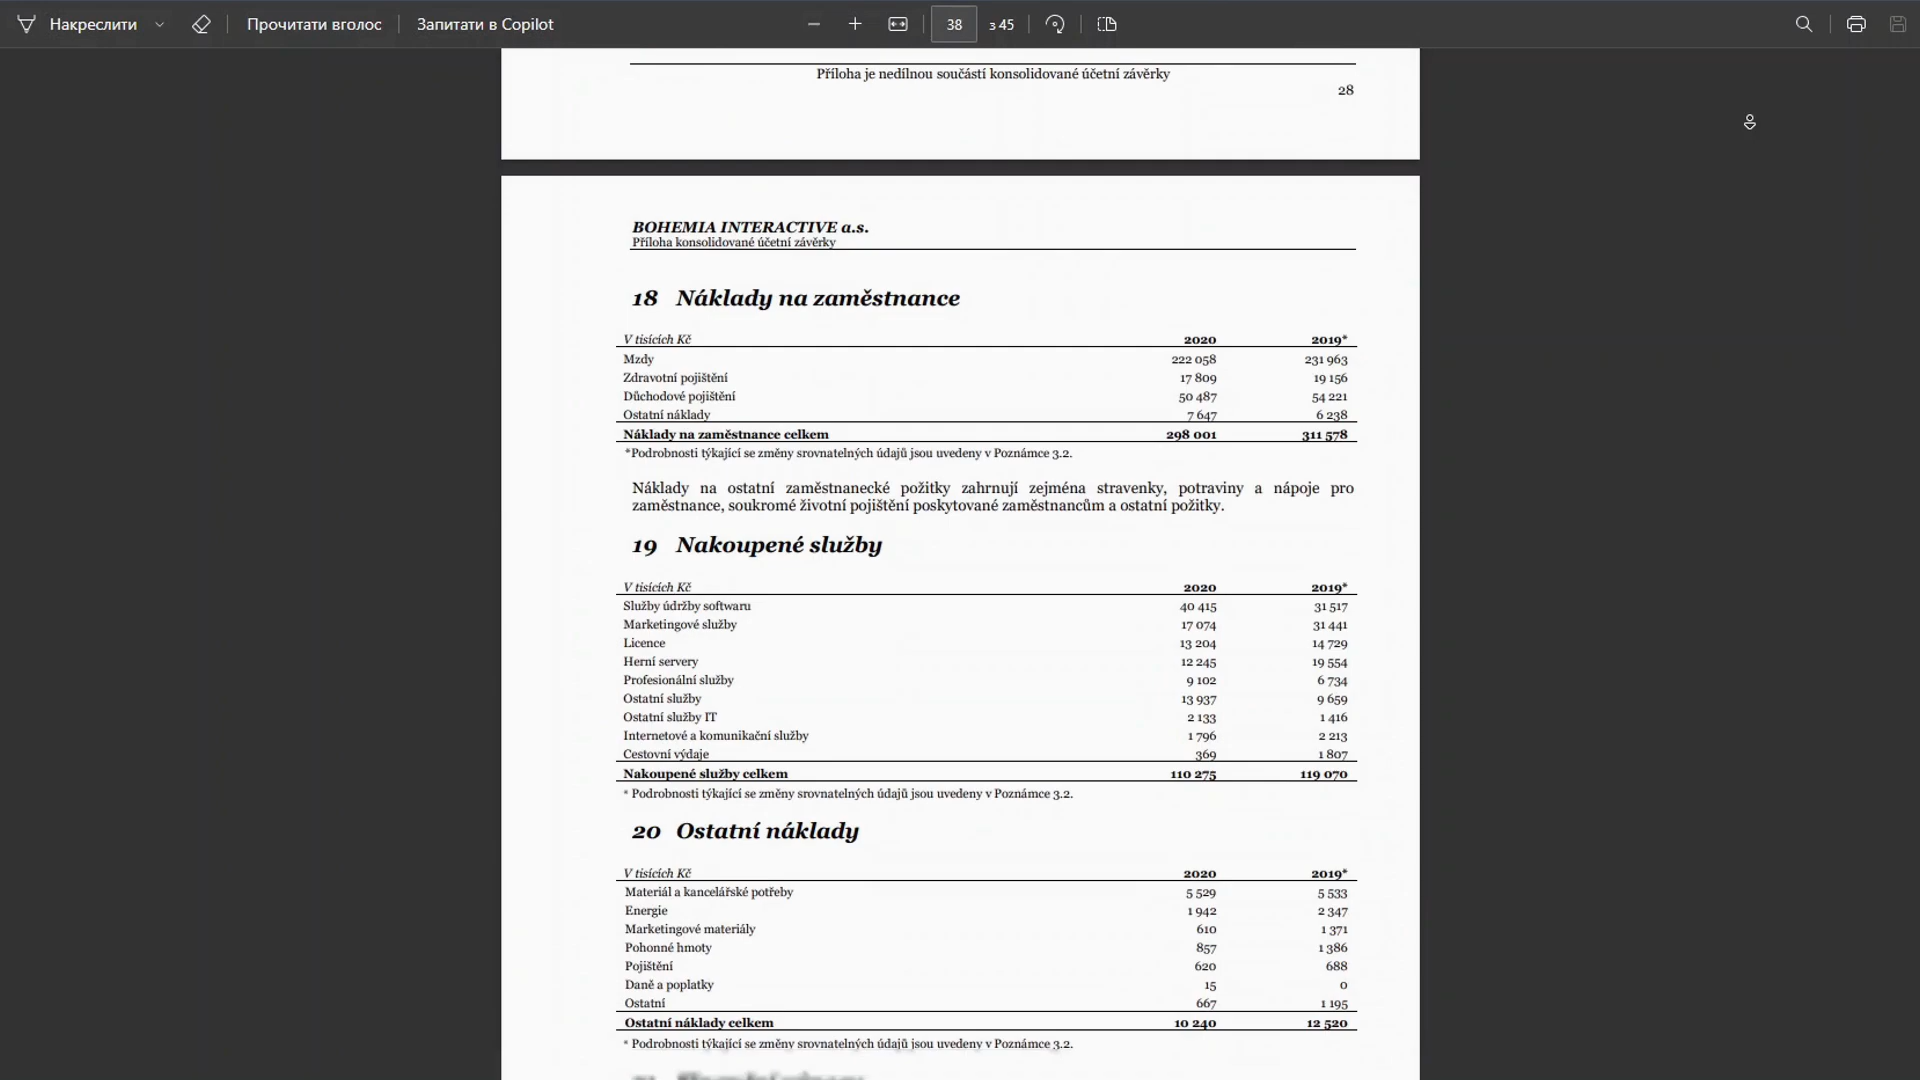 Накреслити Прочитати вголос Запитати в Copilot 38 з 45
Příloha je nedílnou součástí konsolidované účetní závěrky
28
BOHEMIA INTERACTIVE a.s.
Příloha konsolidované účetní závěrky
18 Náklady na zaměstnance
V tisících Kč 2020 2019*
Mzdy 222 058 231 963
Zdravotní pojištění 17 809 19 156
Důchodové pojištění 50 487 54 221
Ostatní náklady 7 647 6 238
Náklady na zaměstnance celkem 298 001 311 578
*Podrobnosti týkající se změny srovnatelných údajů jsou uvedeny v Poznámce 3.2.
Náklady na ostatní zaměstnanecké požitky zahrnují zejména stravenky, potraviny a nápoje pro
zaměstnance, soukromé životní pojištění poskytované zaměstnancům a ostatní požitky.
19 Nakoupené služby
V tisících Kč 2020 2019*
Služby údržby softwaru 40 415 31 517
Marketingové služby 17 074 31 441
Licence 13 204 14 729
Herní servery 12 245 19 554
Profesionální služby 9 102 6 734
Ostatní služby 13 937 9 659
Ostatní služby IT 2 133 1 416
Internetové a komunikační služby 1 796 2 213
Cestovní výdaje 369 1 807
Nakoupené služby celkem 110 275 119 070
* Podrobnosti týkající se změny srovnatelných údajů jsou uvedeny v Poznámce 3.2.
20 Ostatní náklady
V tisících Kč 2020 2019*
Materiál a kancelářské potřeby 5 529 5 533
Energie 1 942 2 347
Marketingové materiály 610 1 371
Pohonné hmoty 857 1 386
Pojištění 620 688
Daně a poplatky 15 0
Ostatní 667 1 195
Ostatní náklady celkem 10 240 12 520
* Podrobnosti týkající se změny srovnatelných údajů jsou uvedeny v Poznámce 3.2.